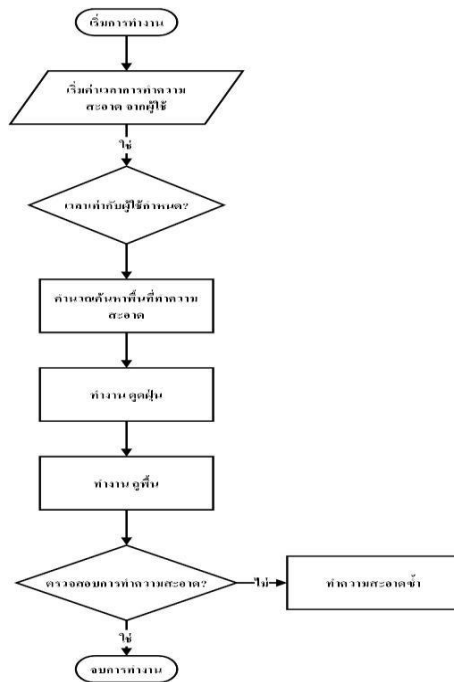 เริ่มการทำงาน
เริ่มค่าเวลาการทำความ
สะอาด จากผู้ใช้
ใช่
เวลาเท่ากับผู้ใช้กำหนด?
คำนวณค้นหาพื้นที่ทำความ
สะอาด
ทำงาน ดูดฝุ่น
ทำงาน ถูพื้น
ตรวจสอบการทำความสะอาด?
ไม่
ทำความสะอาดซ้ำ
ใช่
จบการทำงาน